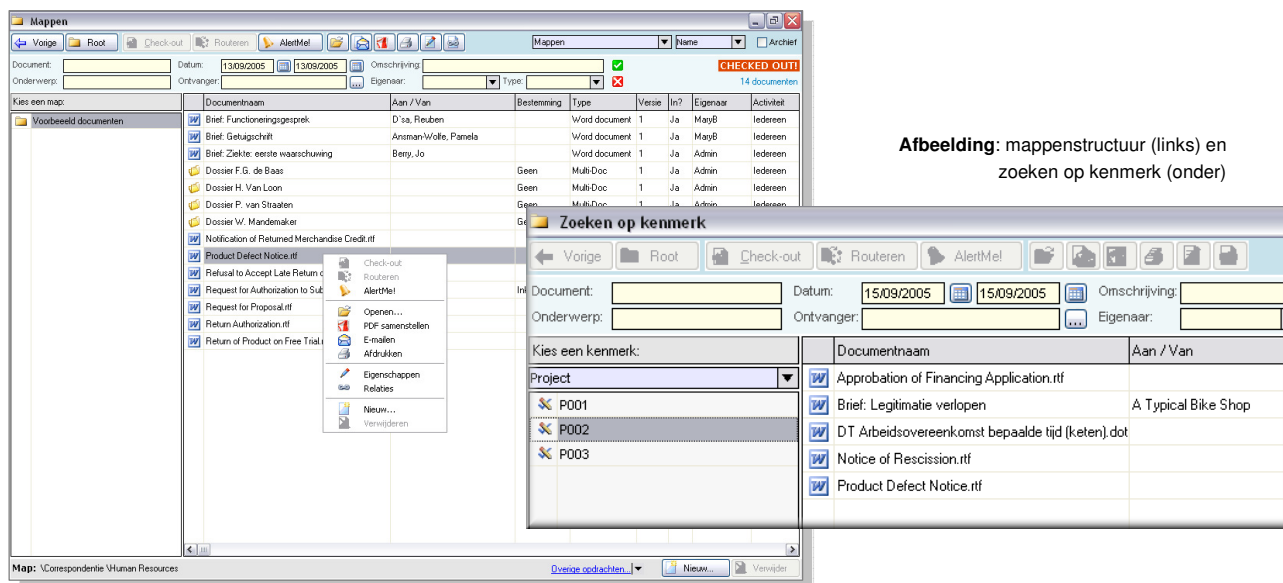 Mappen
Vorige Root Check-out Routeren AlertMe! Mappen Name Archief
Document: Datum: 13/09/2005 13/09/2005 Omschrijving: CHECKED OUT!
Onderwerp: Ontvanger: ... Eigenaar: Type: 14 documenten
Kies een map: Documentnaam Aan / Van Bestemming Type Versie In? Eigenaar Activiteit
Voorbeeeld documenten Brief: Functioneringsgesprek D`sa, Reuben Word document 1 Ja MaryB Iedereen
Brief: Getuigschrift Ansman-Wolfe, Pamela Word document 1 Ja MaryB Iedereen
Brief: Ziekte: eerste waarschuwing Berry, Jo Word document 1 Ja Admin Iedereen
Dossier F.G. de Baas Geen Multi-Doc 1 Ja Admin Iedereen
Dossier H. Van Loon Geen Multi-Doc 1 Ja Admin Iedereen
Dossier P. van Straaten Geen Multi-Doc 1 Ja Admin Iedereen
Dossier W. Mandemaker
Notification of Returned Merchandise Credit.rtf
Product Defect Notice.rtf
Refusal to Accept Late Return
Request for Authorization to
Request for Proposal.rtf
Return Authorization.rtf
Return of Product on Free Trial
Check-out
Routeren
AlertMe!
Openen...
PDF samenstellen
E-mailen
Afdrukken
Eigenschappen
Relaties
Nieuw...
Verwijderen
Map: \Correspondentie \Human Resources Overige opdrachten... Nieuw... Verwijder
Afbeelding: mappenstructuur (links) en
zoeken op kenmerk (onder)
Zoeken op kenmerk
Vorige Root Check-out Routeren AlertMe!
Document: Datum: 15/09/2005 15/09/2005 Omschrijving:
Onderwerp: Ontvanger: ... Eigenaar:
Kies een kenmerk: Documentnaam Aan / Van
Project Approbation of Financing Application.rtf
P001 Brief: Legitimatie verlopen A Typical Bike Shop
P002 DT Arbeidsovereenkomst bepaalde tijd (keten).dot
P003 Notice of Rescission.rtf
Product Defect Notice.rtf